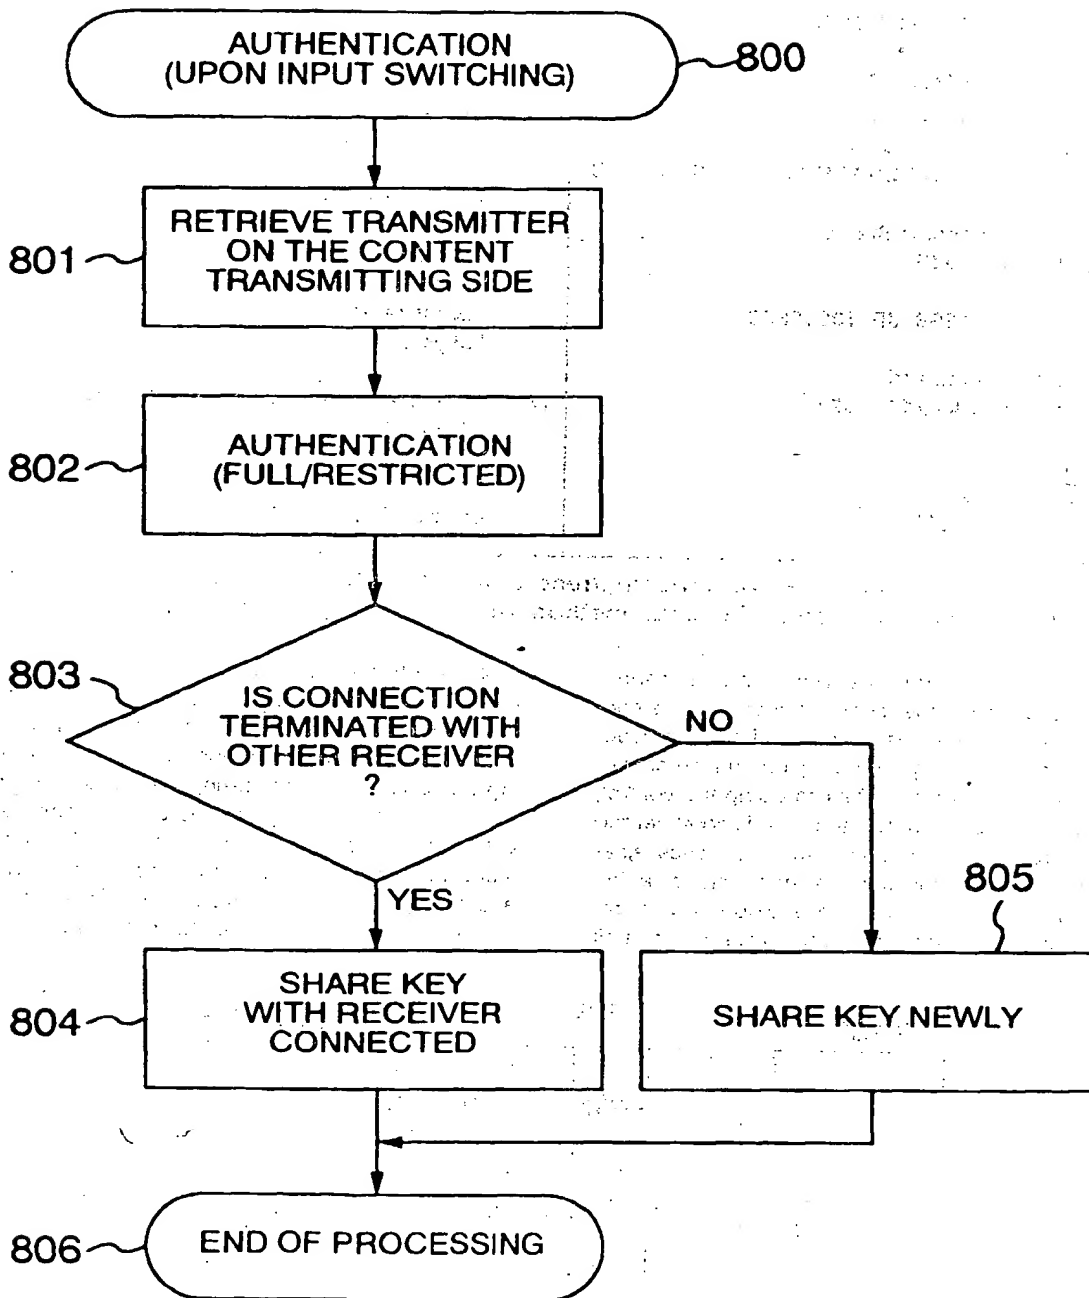 AUTHENTICATION
(UPON INPUT SWITCHING)
800
RETRIEVE TRANSMITTER
ON THE CONTENT
TRANSMITTING SIDE
801
AUTHENTICATION
(FULL/RESTRICTED)
802
803
IS CONNECTION
TERMINATED WITH
OTHER RECEIVER
?
NO
YES
805
SHARE KEY
WITH RECEIVER
CONNECTED
804
SHARE KEY NEWLY
END OF PROCESSING
806